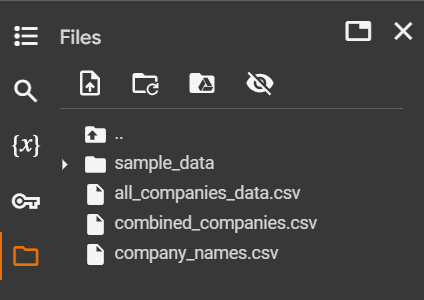 Files
{x}
..
sample_data
all_companies_data.csv
combined_companies.csv
company_names.csv